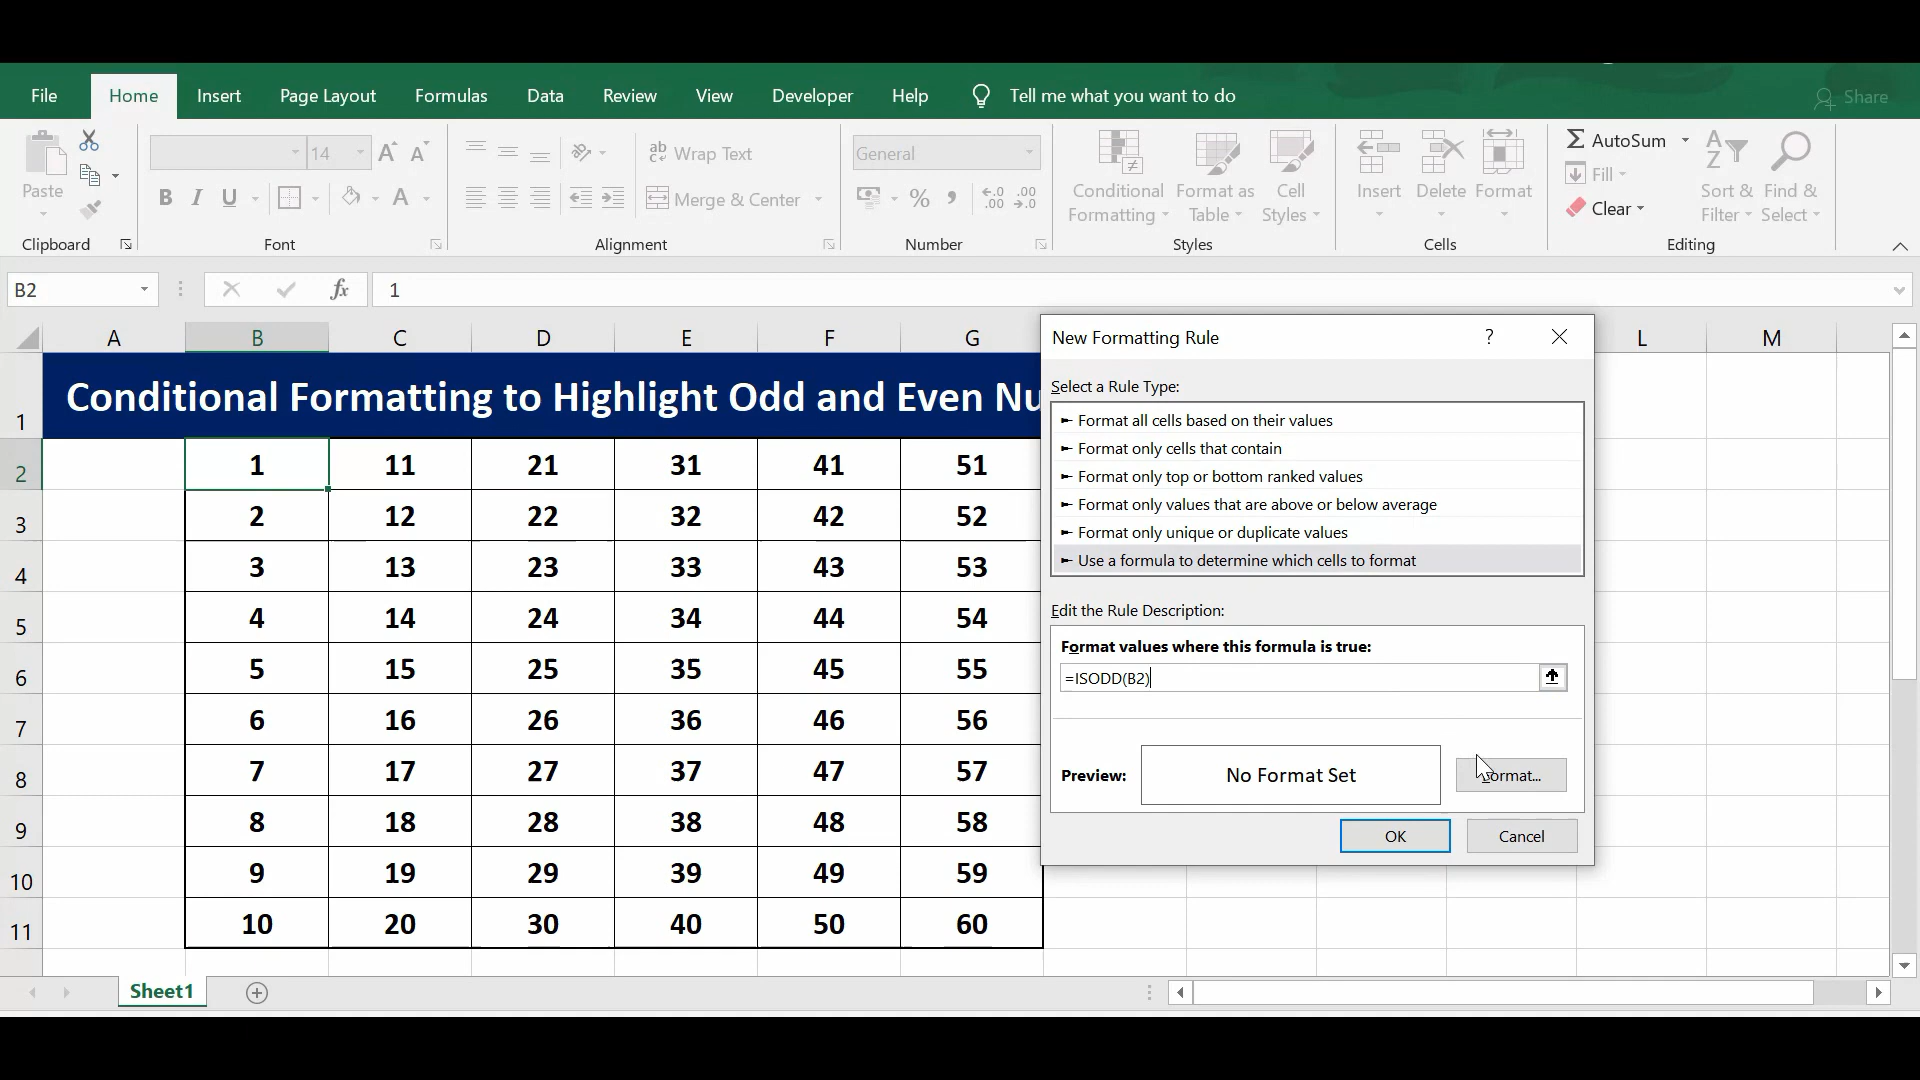 File Home Insert Page Layout Formulas Data Review View Developer Help Tell me what you want to do Share
14
General
AutoSum
Fill
Clear
Paste
B I U
Wrap Text
Merge & Center
Conditional Formatting
Format as Table
Cell Styles
Insert
Delete
Format
Sort & Filter
Find & Select
Clipboard Font Alignment Number Styles Cells Editing
B2 fx 1
A B C D E F G L M
1 Conditional Formatting to Highlight Odd and Even Nu
2 1 11 21 31 41 51
3 2 12 22 32 42 52
4 3 13 23 33 43 53
5 4 14 24 34 44 54
6 5 15 25 35 45 55
7 6 16 26 36 46 56
8 7 17 27 37 47 57
9 8 18 28 38 48 58
10 9 19 29 39 49 59
11 10 20 30 40 50 60
Sheet1
New Formatting Rule ?
Select a Rule Type:
► Format all cells based on their values
► Format only cells that contain
► Format only top or bottom ranked values
► Format only values that are above or below average
► Format only unique or duplicate values
► Use a formula to determine which cells to format
Edit the Rule Description:
Format values where this formula is true:
=ISODD(B2)
Preview: No Format Set Format...
OK Cancel